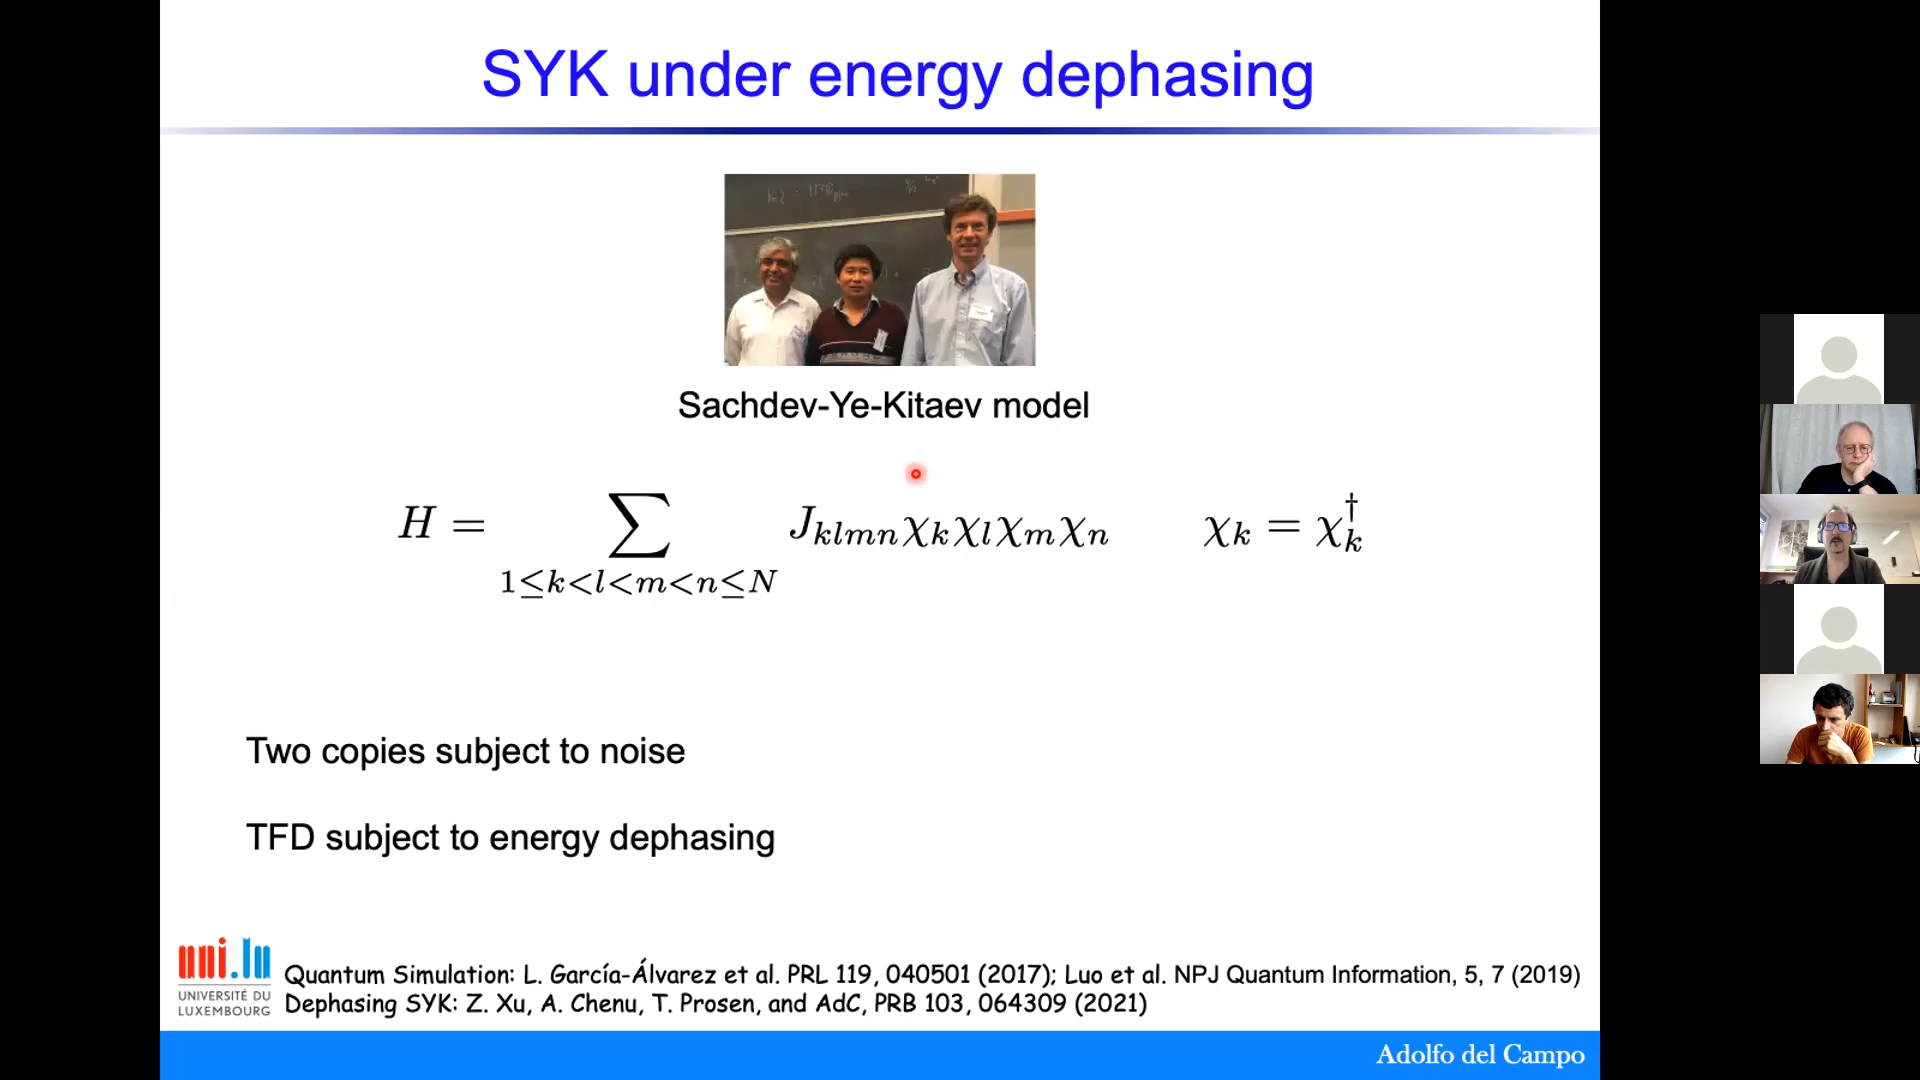 SYK under energy dephasing
Sachdev-Ye-Kitaev model
H = ∑ J_{klmn} χ_k χ_l χ_m χ_n    χ_k = χ_k^†
1≤k<l<m<n≤N
Two copies subject to noise
TFD subject to energy dephasing
uni.lu
UNIVERSITÉ DU
LUXEMBOURG
Quantum Simulation: L. García-Álvarez et al. PRL 119, 040501 (2017); Luo et al. NPJ Quantum Information, 5, 7 (2019)
Dephasing SYK: Z. Xu, A. Chenu, T. Prosen, and AdC, PRB 103, 064309 (2021)
Adolfo del Campo